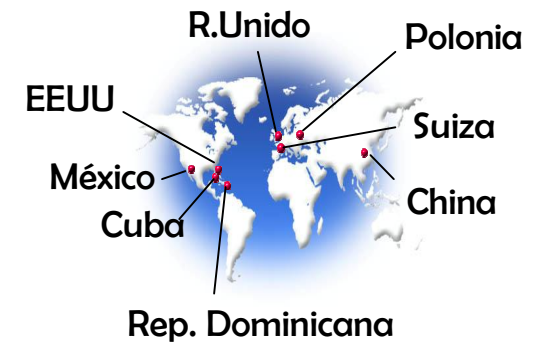 R.Unido
Polonia
EEUU
Suiza
México
China
Cuba
Rep. Dominicana